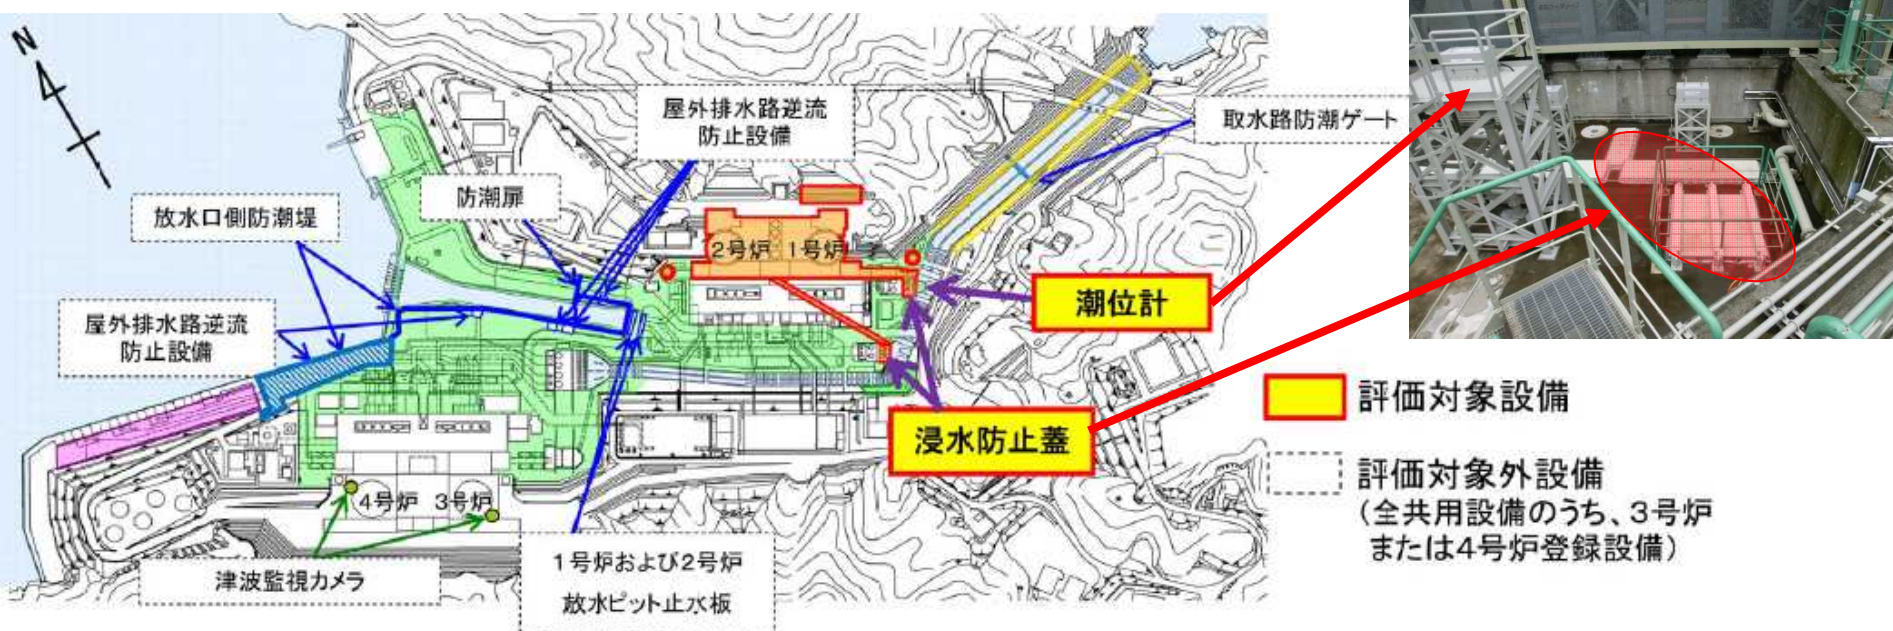 N
屋外排水路逆流
防止設備
取水路防潮ゲート
防潮扉
放水口側防潮堤
2号炉 1号炉
潮位計
屋外排水路逆流
防止設備
評価対象設備
浸水防止蓋
評価対象外設備
(全共用設備のうち、3号炉
または4号炉登録設備)
4号炉 3号炉
津波監視カメラ
1号炉および2号炉
放水ピット止水板